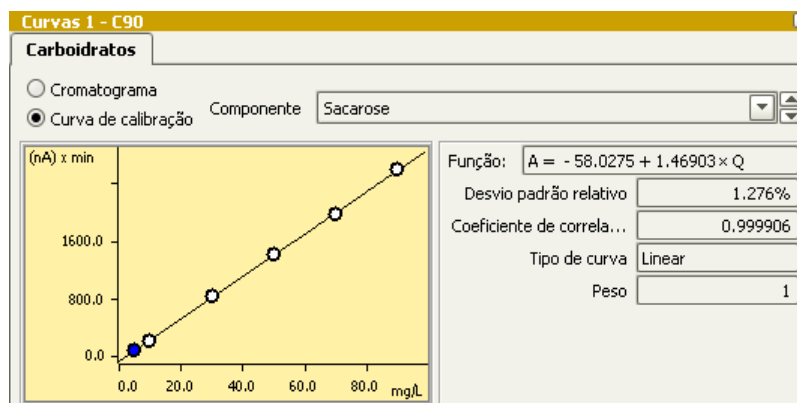 Curvas 1 - C90
Carboidratos
Cromatograma
Curva de calibração
Componente
Sacarose
(nA) x min
1600.0
800.0
0.0
0.0 20.0 40.0 60.0 80.0 mg/L
Função: A = - 58.0275 + 1.46903 × Q
Desvio padrão relativo 1.276%
Coeficiente de correla... 0.999906
Tipo de curva Linear
Peso 1